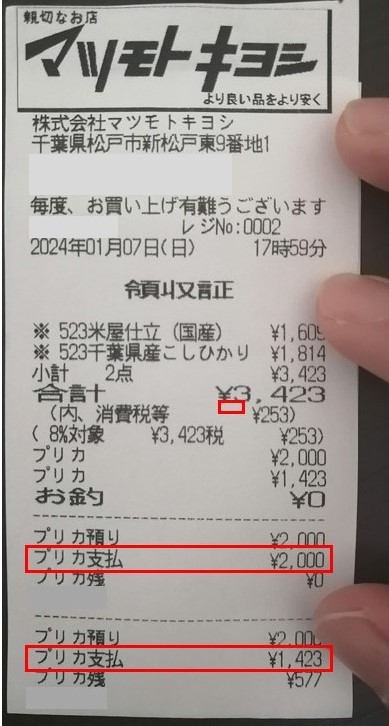 親切なお店
マツモトキヨシ
より良い品をより安く
株式会社マツモトキヨシ
千葉県松戸市新松戸東9番地1
毎度、お買い上げ有難うございます
レジNo:0002
2024年01月07日(日) 17時59分
領収証
※ 523米屋仕立(国産) ¥1,609
※ 523千葉県産こしひかり ¥1,814
小計 2点 ¥3,423
合計 ¥3,423
(内、消費税等 ¥253)
( 8%対象 ¥3,423税 ¥253)
プリカ ¥2,000
プリカ ¥1,423
お釣 ¥0
プリカ預り ¥2,000
プリカ支払 ¥2,000
プリカ残 ¥0
プリカ預り ¥2,000
プリカ支払 ¥1,423
プリカ残 ¥577